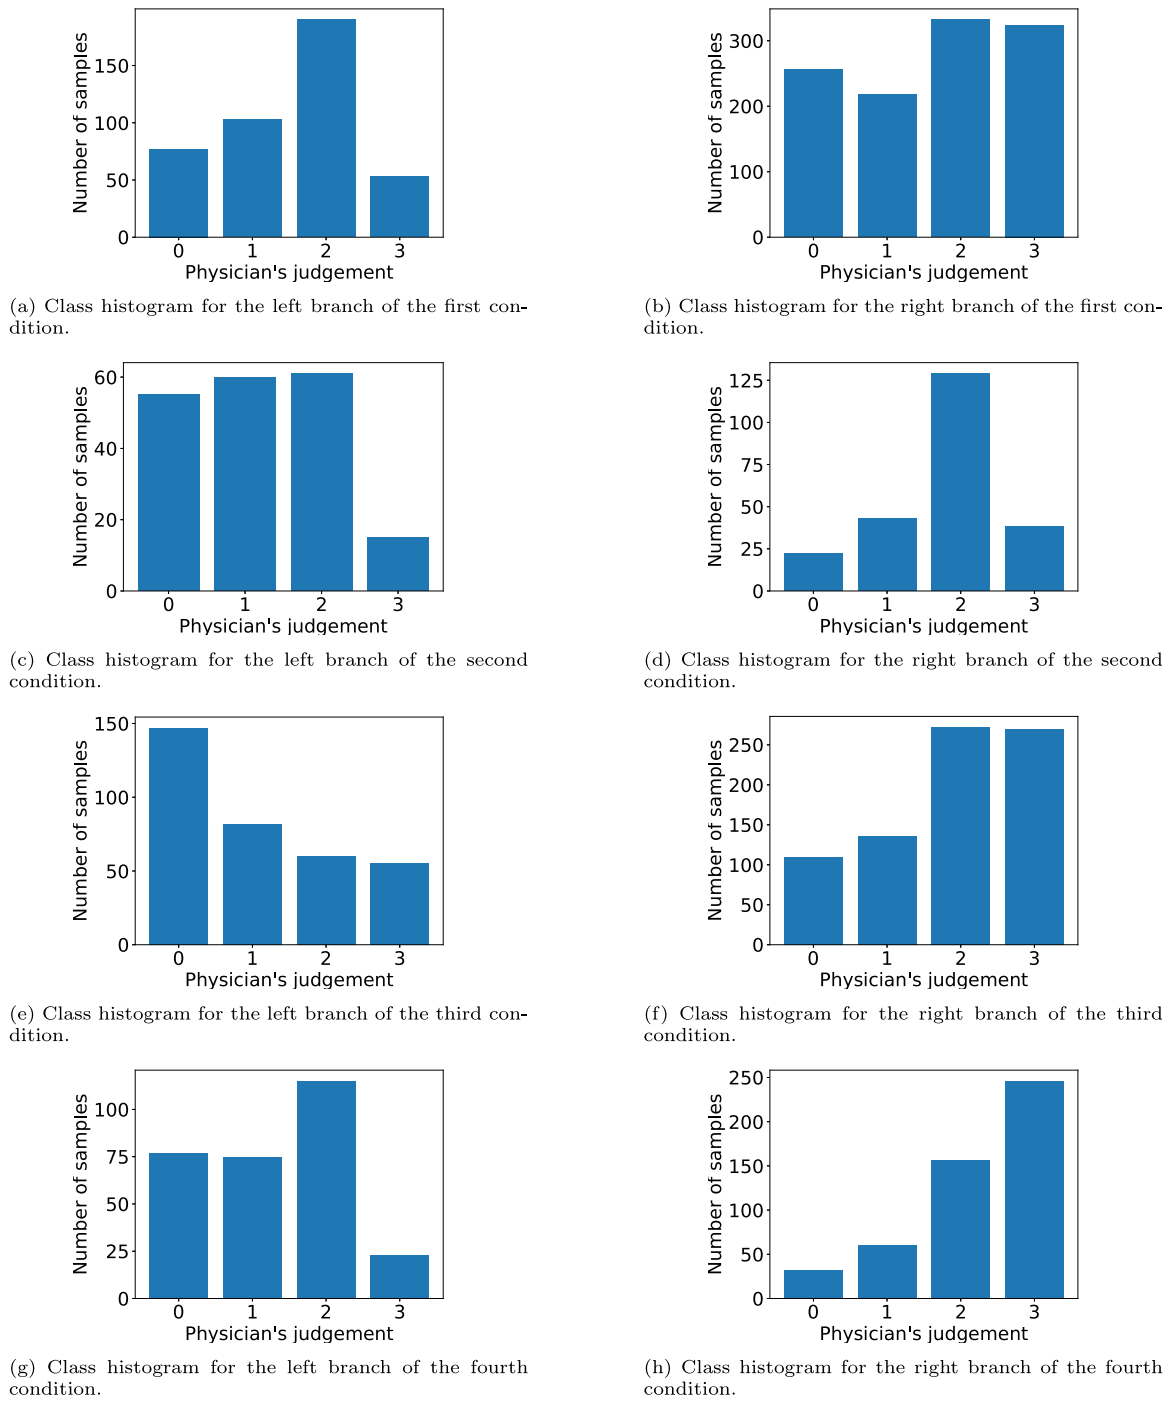 Number of samples
150
100
50
0
0 1 2 3
Physician's judgement
(a) Class histogram for the left branch of the first con-
dition.
Number of samples
300
200
100
0
0 1 2 3
Physician's judgement
(b) Class histogram for the right branch of the first con-
dition.
Number of samples
60
40
20
0
0 1 2 3
Physician's judgement
(c) Class histogram for the left branch of the second
condition.
Number of samples
125
100
75
50
25
0
0 1 2 3
Physician's judgement
(d) Class histogram for the right branch of the second
condition.
Number of samples
150
100
50
0
0 1 2 3
Physician's judgement
(e) Class histogram for the left branch of the third con-
dition.
Number of samples
250
200
150
100
50
0
0 1 2 3
Physician's judgement
(f) Class histogram for the right branch of the third
condition.
Number of samples
100
75
50
25
0
0 1 2 3
Physician's judgement
(g) Class histogram for the left branch of the fourth
condition.
Number of samples
250
200
150
100
50
0
0 1 2 3
Physician's judgement
(h) Class histogram for the right branch of the fourth
condition.